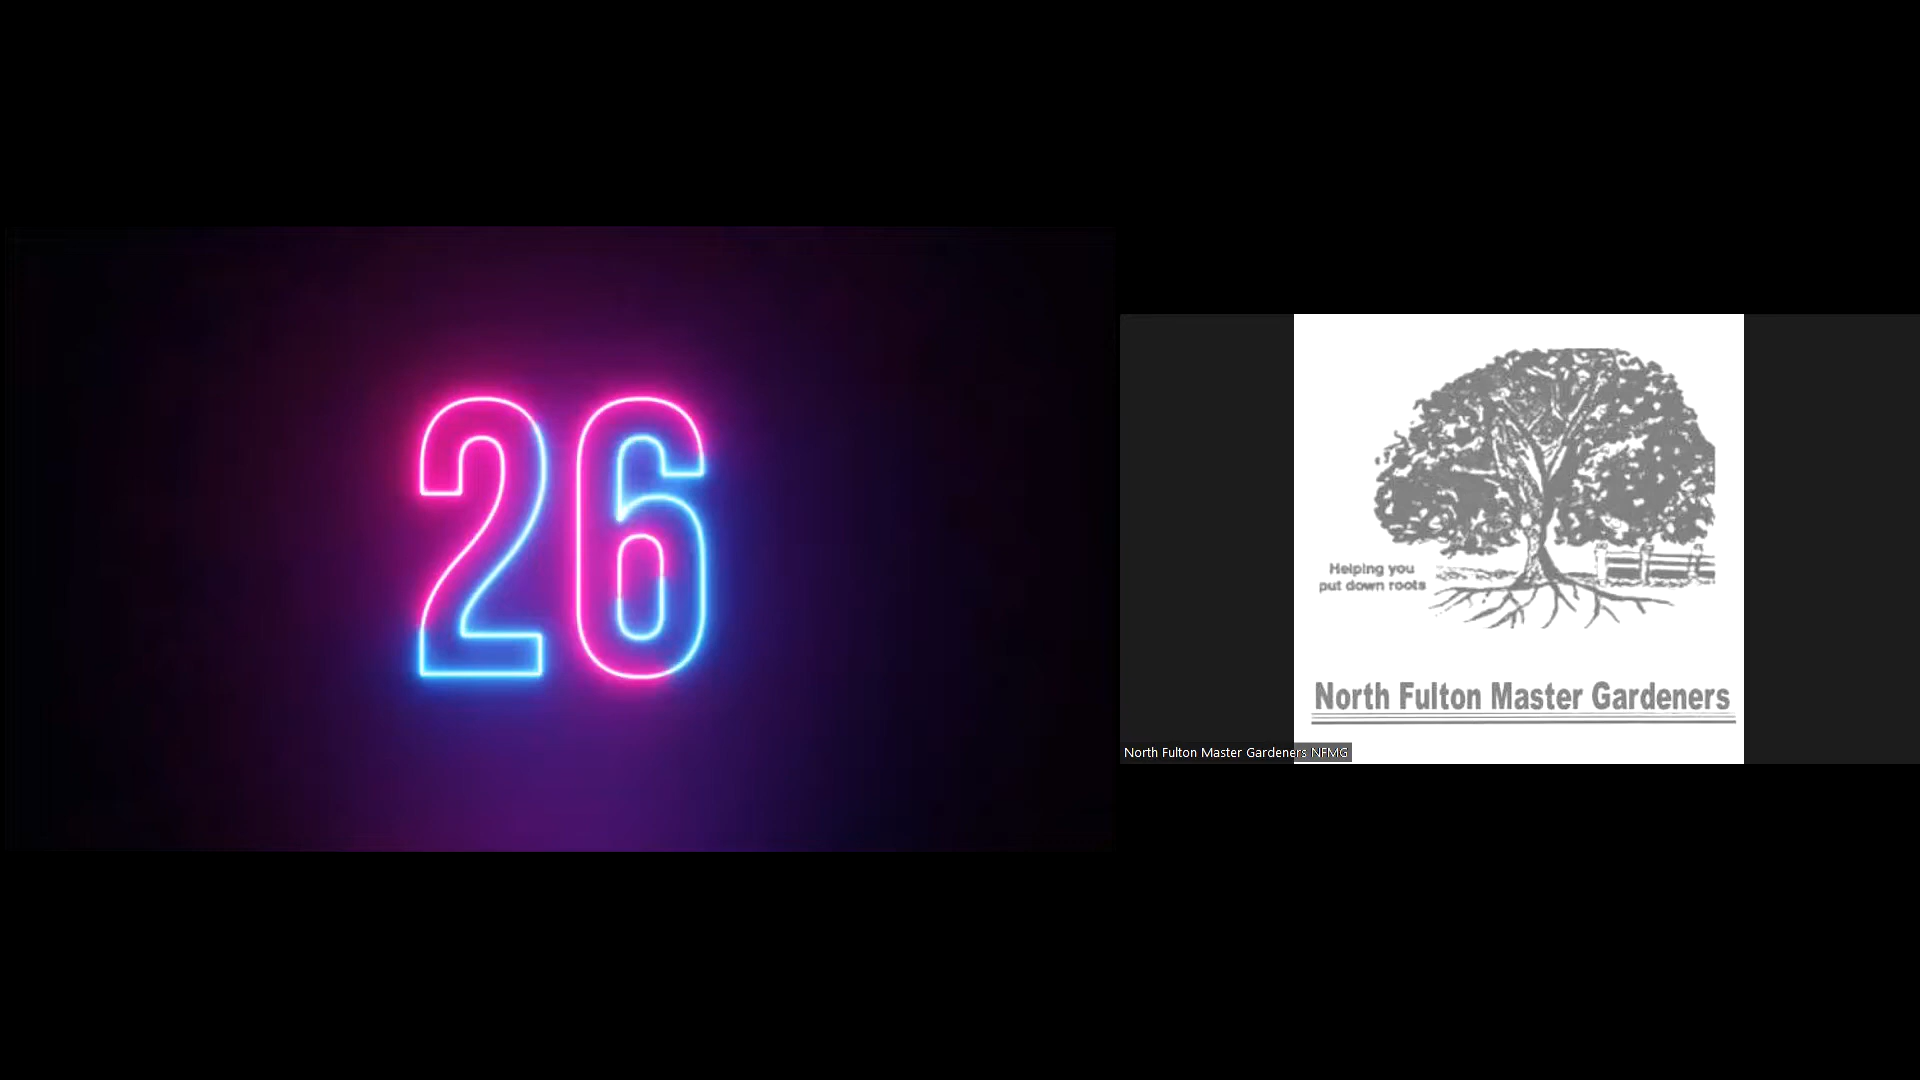 26
Helping you
put down roots
North Fulton Master Gardeners
North Fulton Master Gardeners NFMG